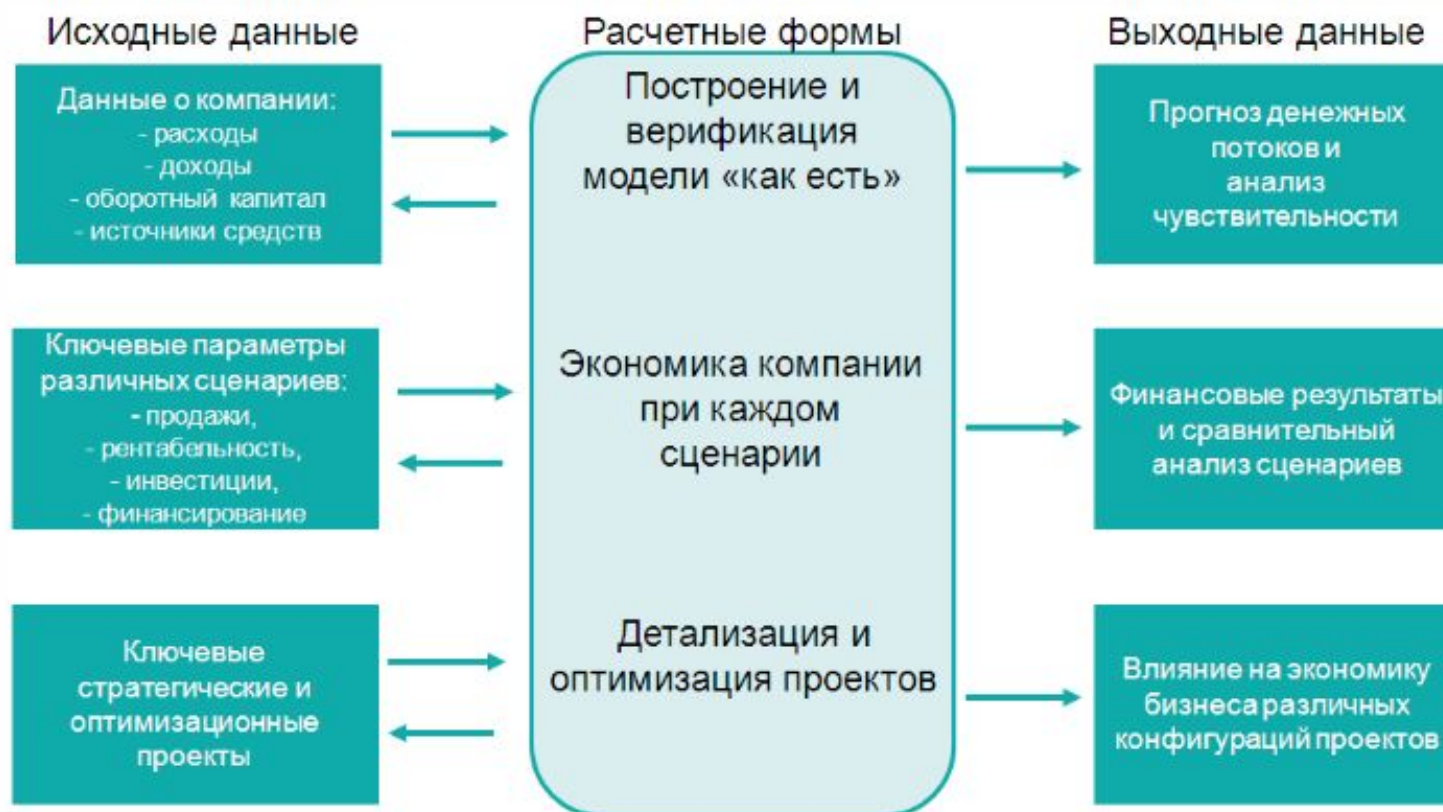 Исходные данные
Расчетные формы
Выходные данные
Данные о компании:
- расходы
- доходы
- оборотный капитал
- источники средств
Построение и
верификация
модели «как есть»
Прогноз денежных
потоков и
анализ
чувствительности
Ключевые параметры
различных сценариев:
- продажи,
- рентабельность,
- инвестиции,
- финансирование
Экономика компании
при каждом
сценарии
Финансовые результаты
и сравнительный
анализ сценариев
Ключевые
стратегические и
оптимизационные
проекты
Детализация и
оптимизация проектов
Влияние на экономику
бизнеса различных
конфигураций проектов